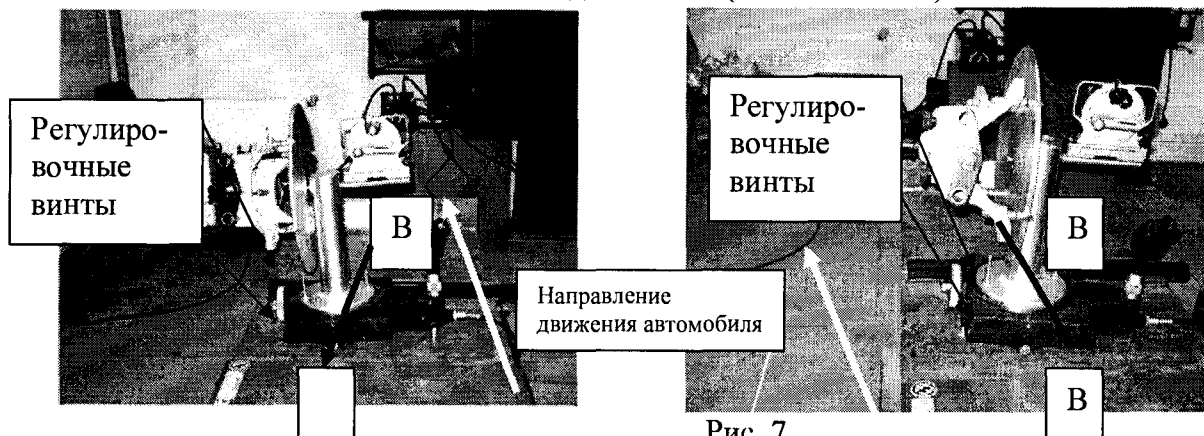 Регулиро-
вочные
винты
В
Направление
движения автомобиля
Регулиро-
вочные
винты
В
В
Рис. 7